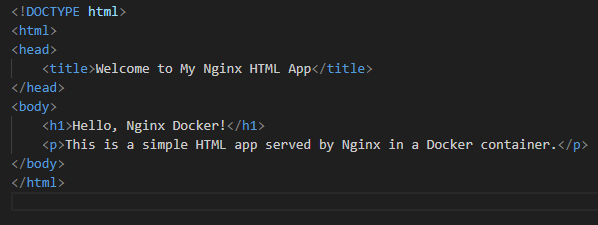 <!DOCTYPE html>
<html>
<head>
    <title>Welcome to My Nginx HTML App</title>
</head>
<body>
    <h1>Hello, Nginx Docker!</h1>
    <p>This is a simple HTML app served by Nginx in a Docker container.</p>
</body>
</html>